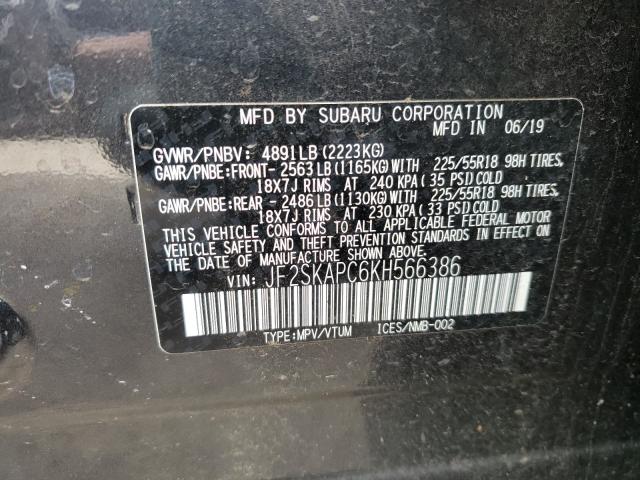 MFD BY SUBARU CORPORATION
MFD IN 06/19
GVWR/PNBV: 4891LB(2223KG)
GAWR/PNBE:FRONT-2563LB(1165KG)WITH 225/55R18 98H TIRES,
18X7J RIMS AT 240 KPA(35 PSI)COLD
GAWR/PNBE:REAR -2486LB(1130KG)WITH 225/55R18 98H TIRES,
18X7J RIMS AT 230 KPA(33 PSI)COLD
THIS VEHICLE CONFORMS TO ALL APPLICABLE FEDERAL MOTOR
VEHICLE SAFETY AND THEFT PREVENTION STANDARDS IN EFFECT
ON THE DATE OF MANUFACTURE SHOWN ABOVE.
VIN: JF2SKAPC6KH566386
TYPE:MPV/VTUM ICES/NMB-002